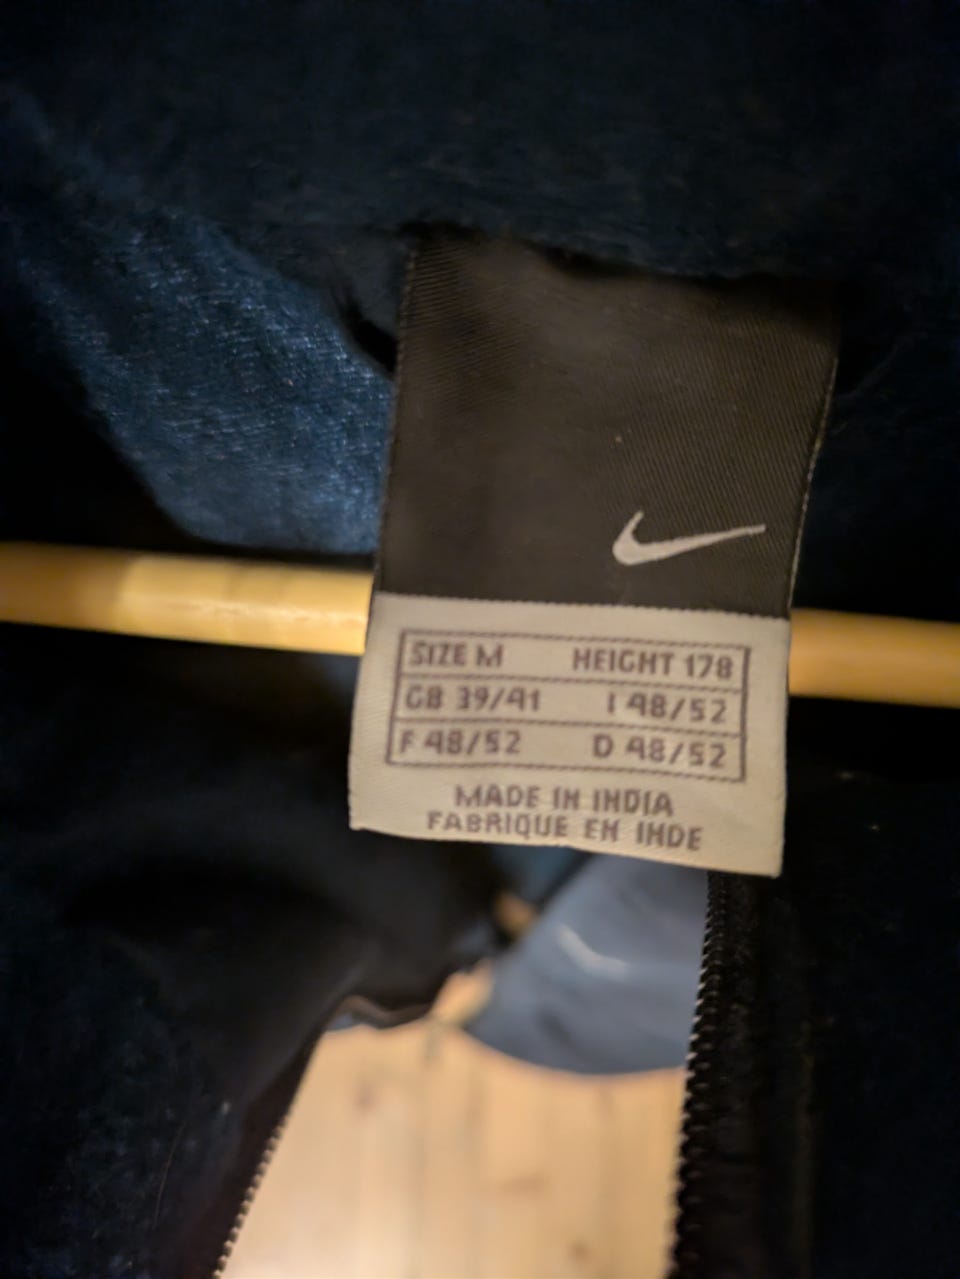 SIZE M HEIGHT 178
GB 39/41 I 48/52
F 48/52 D 48/52
MADE IN INDIA
FABRIQUE EN INDE